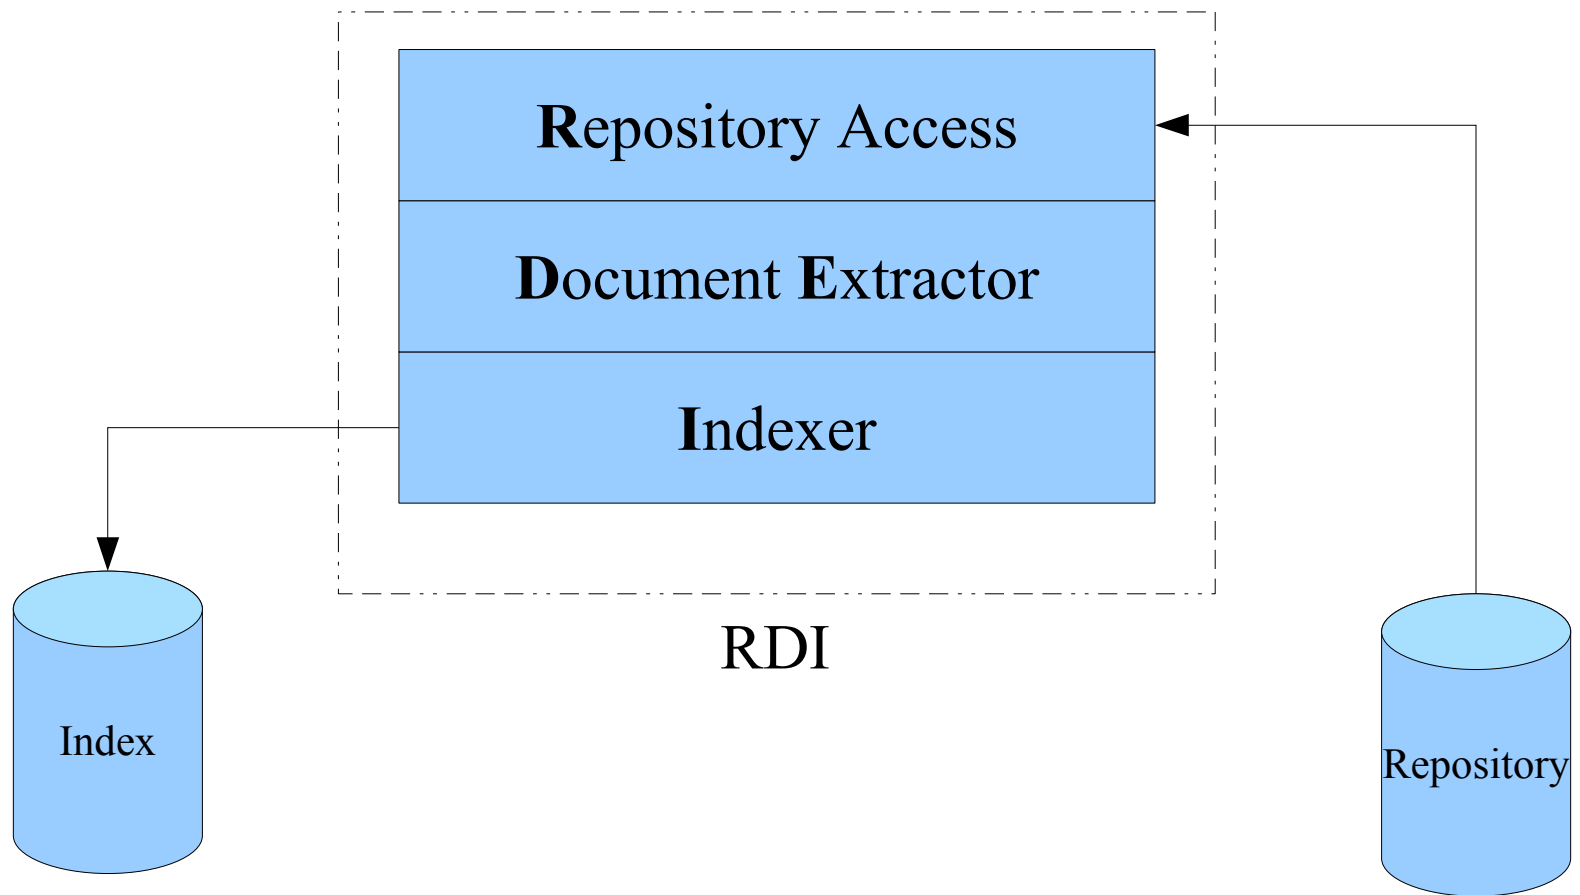 Repository Access
Document Extractor
Indexer
RDI
Index
Repository